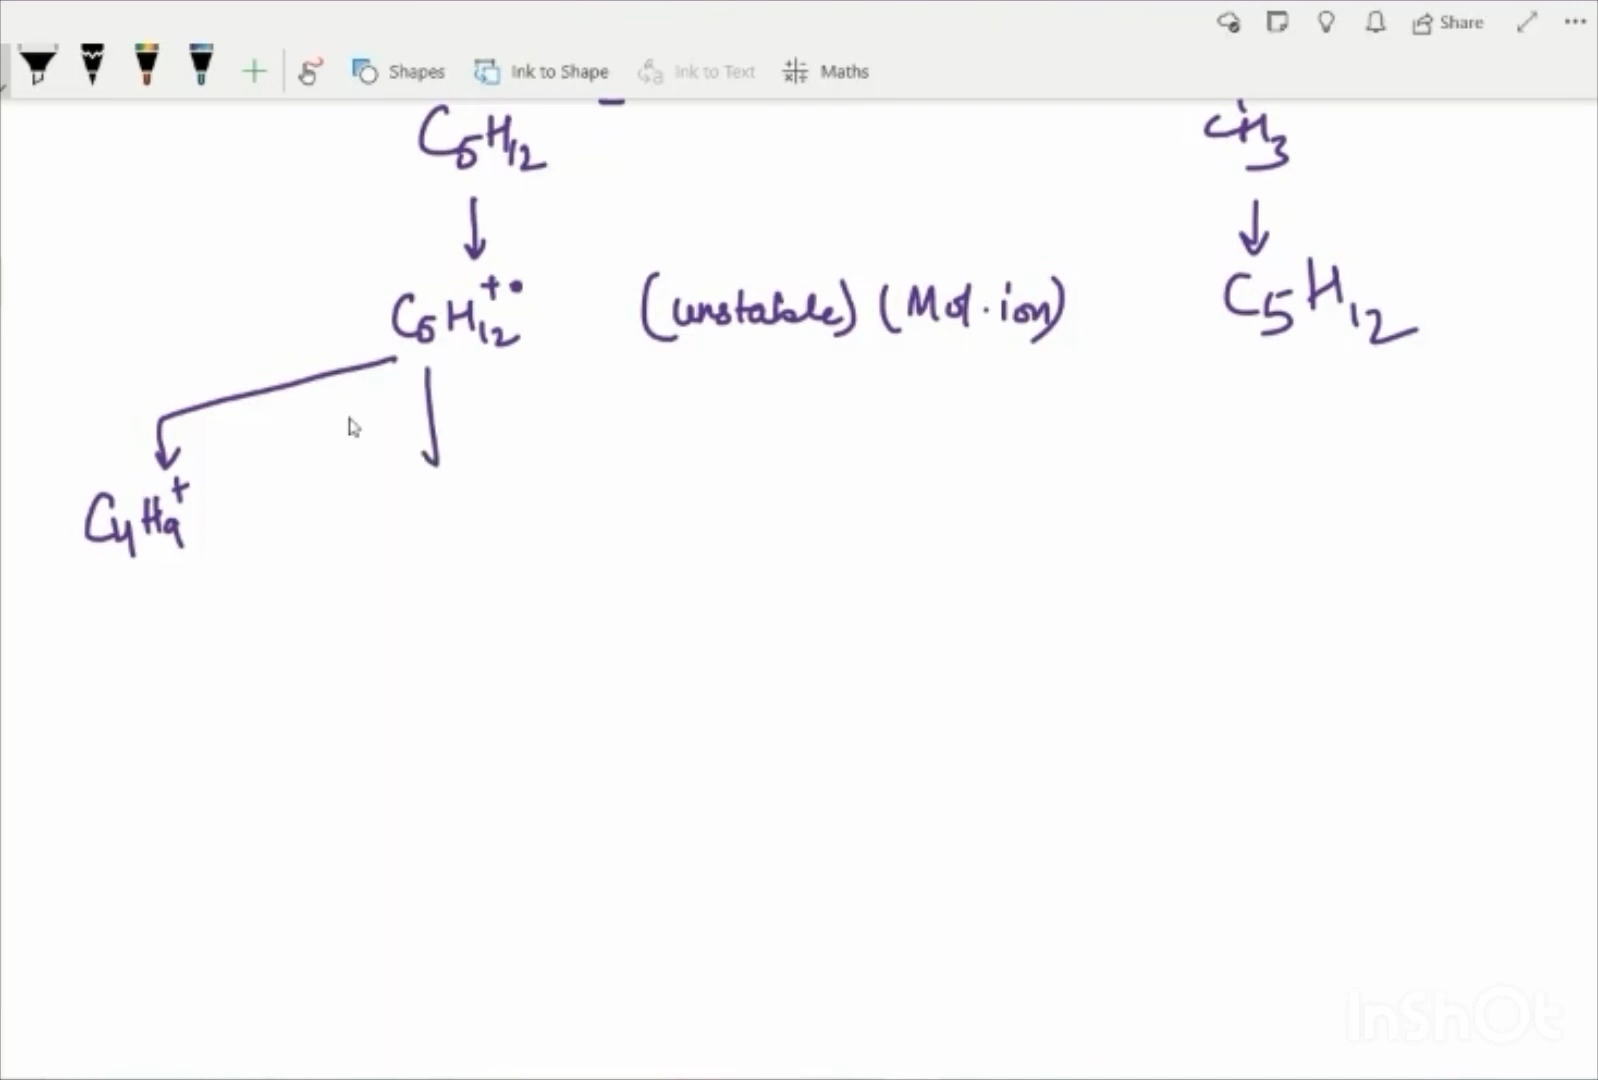 Share
Shapes Ink to Shape Ink to Text Maths
C5H12 CH3
C5H12+• (unstable) (Mol. ion) C5H12
C4H9+
InShOt